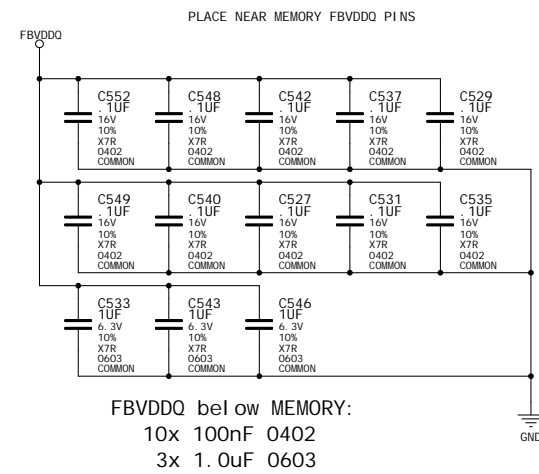 PLACE NEAR MEMORY FBVDDQ PINS
FBVDDQ
C552 C548 C542 C537 C529
.1UF .1UF .1UF .1UF .1UF
16V 16V 16V 16V 16V
10% 10% 10% 10% 10%
X7R X7R X7R X7R X7R
0402 0402 0402 0402 0402
COMMON COMMON COMMON COMMON COMMON
C549 C540 C527 C531 C535
.1UF .1UF .1UF .1UF .1UF
16V 16V 16V 16V 16V
10% 10% 10% 10% 10%
X7R X7R X7R X7R X7R
0402 0402 0402 0402 0402
COMMON COMMON COMMON COMMON COMMON
C533 C543 C546
1UF 1UF 1UF
6.3V 6.3V 6.3V
10% 10% 10%
X7R X7R X7R
0603 0603 0603
COMMON COMMON COMMON
FBVDDQ below MEMORY:
10x 100nF 0402
3x 1.0uF 0603
GND